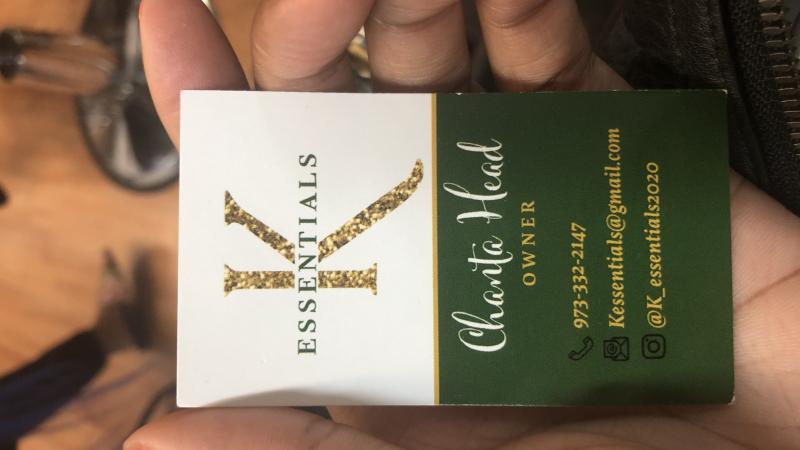 K
ESSENTIALS
Chanta Head
OWNER
973-332-2147
Kessentials@gmail.com
@K_essentials2020